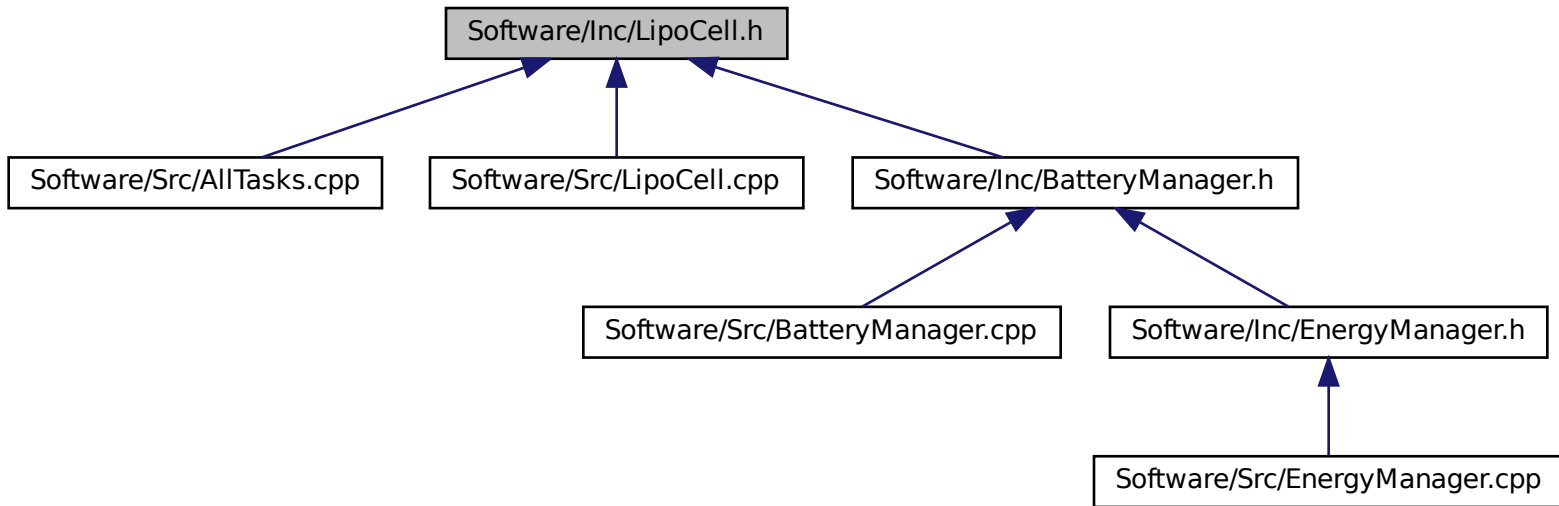 Software/Inc/LipoCell.h
Software/Src/AllTasks.cpp
Software/Src/LipoCell.cpp
Software/Inc/BatteryManager.h
Software/Src/BatteryManager.cpp
Software/Inc/EnergyManager.h
Software/Src/EnergyManager.cpp